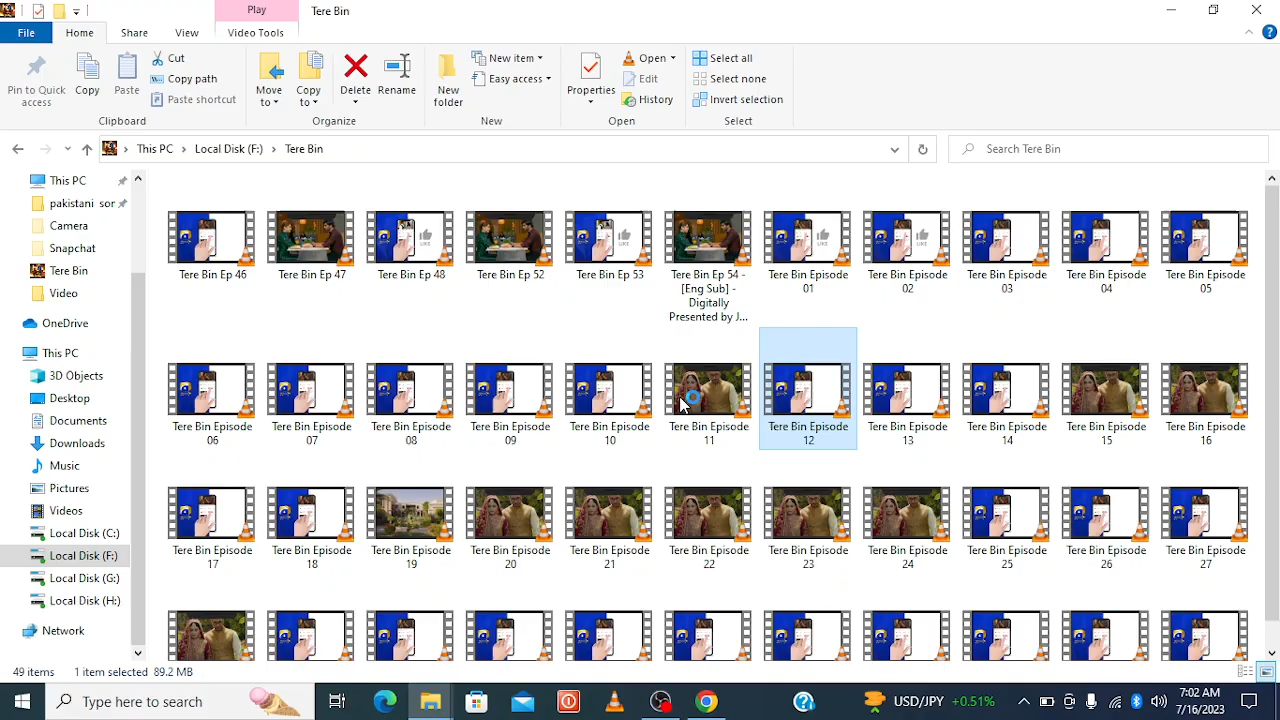 Play
Tere Bin
File
Home
Share
View
Video Tools
Pin to Quick access
Copy
Paste
Cut
Copy path
Paste shortcut
Clipboard
Move to
Copy to
Delete
Rename
Organize
New folder
New item
Easy access
New
Properties
Open
Edit
History
Open
Select all
Select none
Invert selection
Select
This PC
Local Disk (F:)
Tere Bin
Search Tere Bin
This PC
pakistani sor
Camera
Snapchat
Tere Bin
Video
OneDrive
This PC
3D Objects
Desktop
Documents
Downloads
Music
Pictures
Videos
Local Disk (C:)
Local Disk (F:)
Local Disk (G:)
Local Disk (H:)
Network
Tere Bin Ep 46
Tere Bin Ep 47
Tere Bin Ep 48
Tere Bin Ep 52
Tere Bin Ep 53
Tere Bin Ep 54 -
[Eng Sub] -
Digitally
Presented by J...
Tere Bin Episode
01
Tere Bin Episode
02
Tere Bin Episode
03
Tere Bin Episode
04
Tere Bin Episode
05
Tere Bin Episode
06
Tere Bin Episode
07
Tere Bin Episode
08
Tere Bin Episode
09
Tere Bin Episode
10
Tere Bin Episode
11
Tere Bin Episode
12
Tere Bin Episode
13
Tere Bin Episode
14
Tere Bin Episode
15
Tere Bin Episode
16
Tere Bin Episode
17
Tere Bin Episode
18
Tere Bin Episode
19
Tere Bin Episode
20
Tere Bin Episode
21
Tere Bin Episode
22
Tere Bin Episode
23
Tere Bin Episode
24
Tere Bin Episode
25
Tere Bin Episode
26
Tere Bin Episode
27
LIKE
LIKE
LIKE
LIKE
49 items
1 item selected 89.2 MB
Type here to search
USD/JPY +0.51%
7:02 AM
7/16/2023